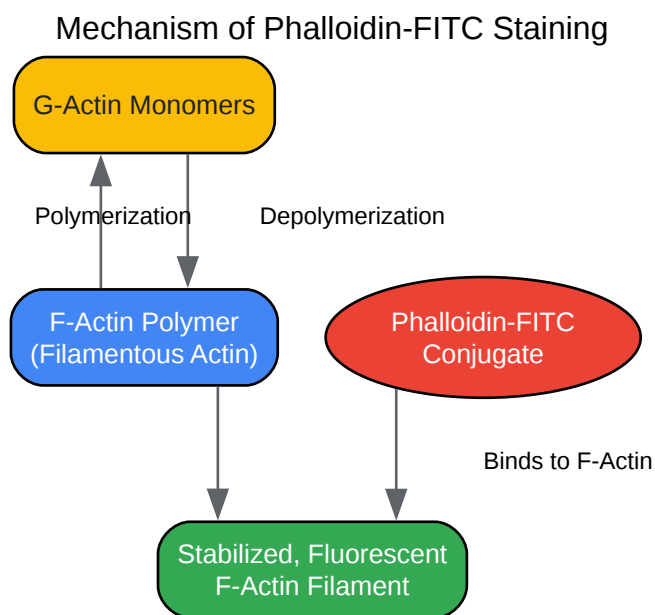 Mechanism of Phalloidin-FITC Staining
G-Actin Monomers
Polymerization
Depolymerization
F-Actin Polymer
(Filamentous Actin)
Phalloidin-FITC
Conjugate
Binds to F-Actin
Stabilized, Fluorescent
F-Actin Filament